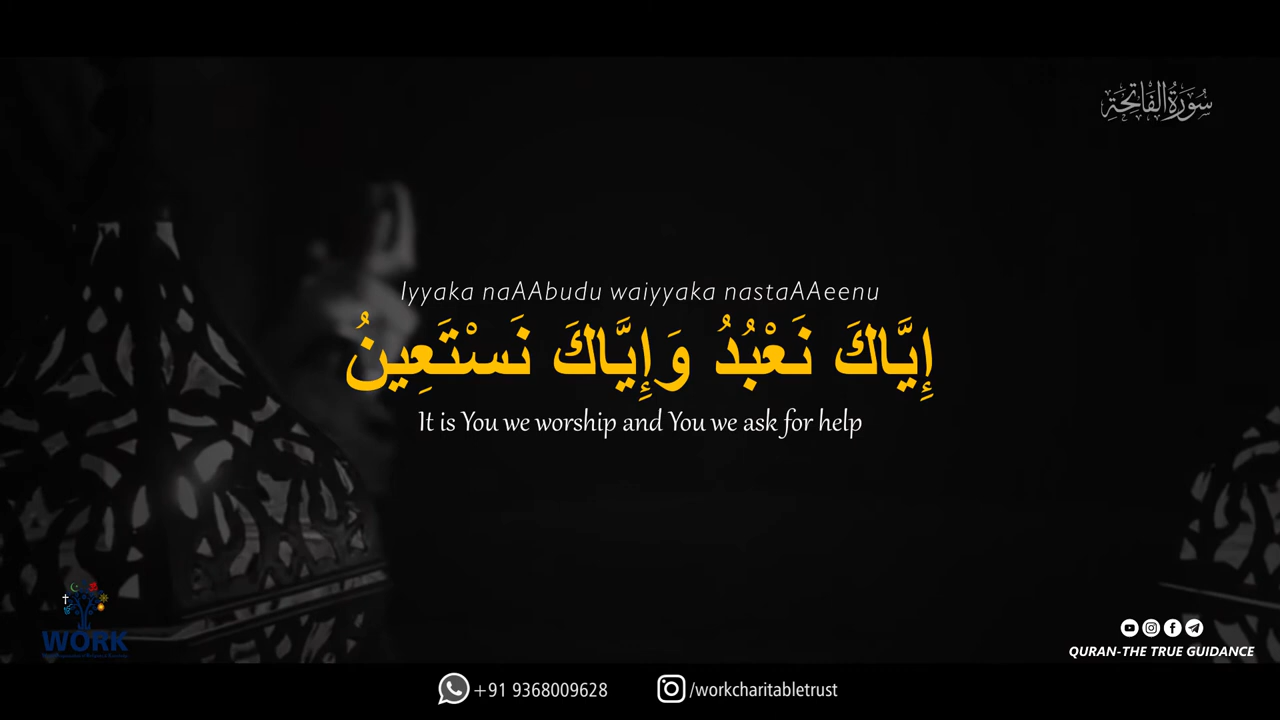 سُورَةُ الفَاتِحَةِ
Iyyaka naAAbudu waiyyaka nastaAAeenu
إِيَّاكَ نَعْبُدُ وَإِيَّاكَ نَسْتَعِينُ
It is You we worship and You we ask for help
WORK
QURAN-THE TRUE GUIDANCE
+91 9368009628
/workcharitabletrust